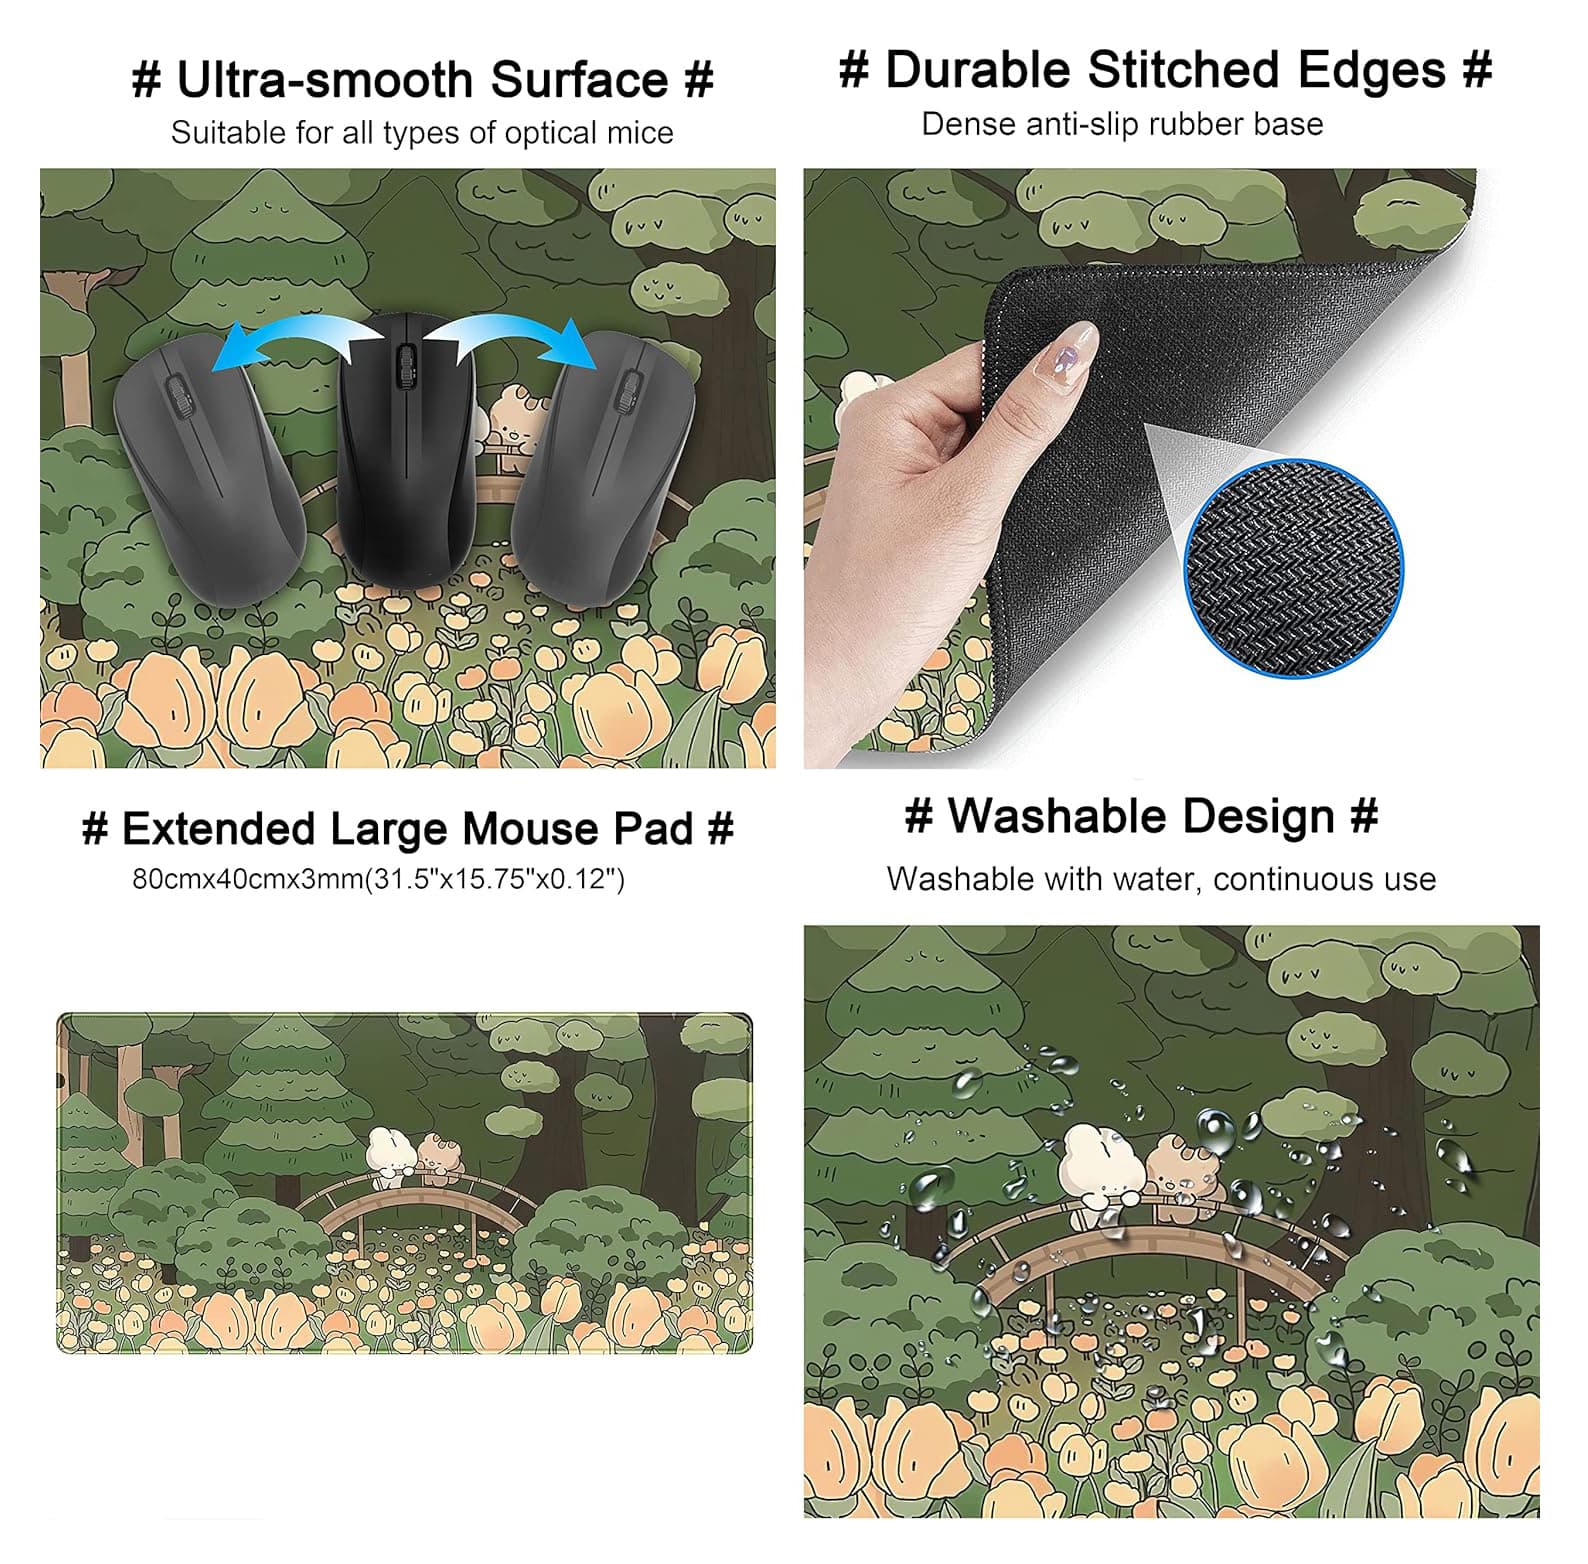 # Ultra-smooth Surface #
Suitable for all types of optical mice
# Durable Stitched Edges #
Dense anti-slip rubber base
# Extended Large Mouse Pad #
80cmx40cmx3mm(31.5"x15.75"x0.12")
# Washable Design #
Washable with water, continuous use